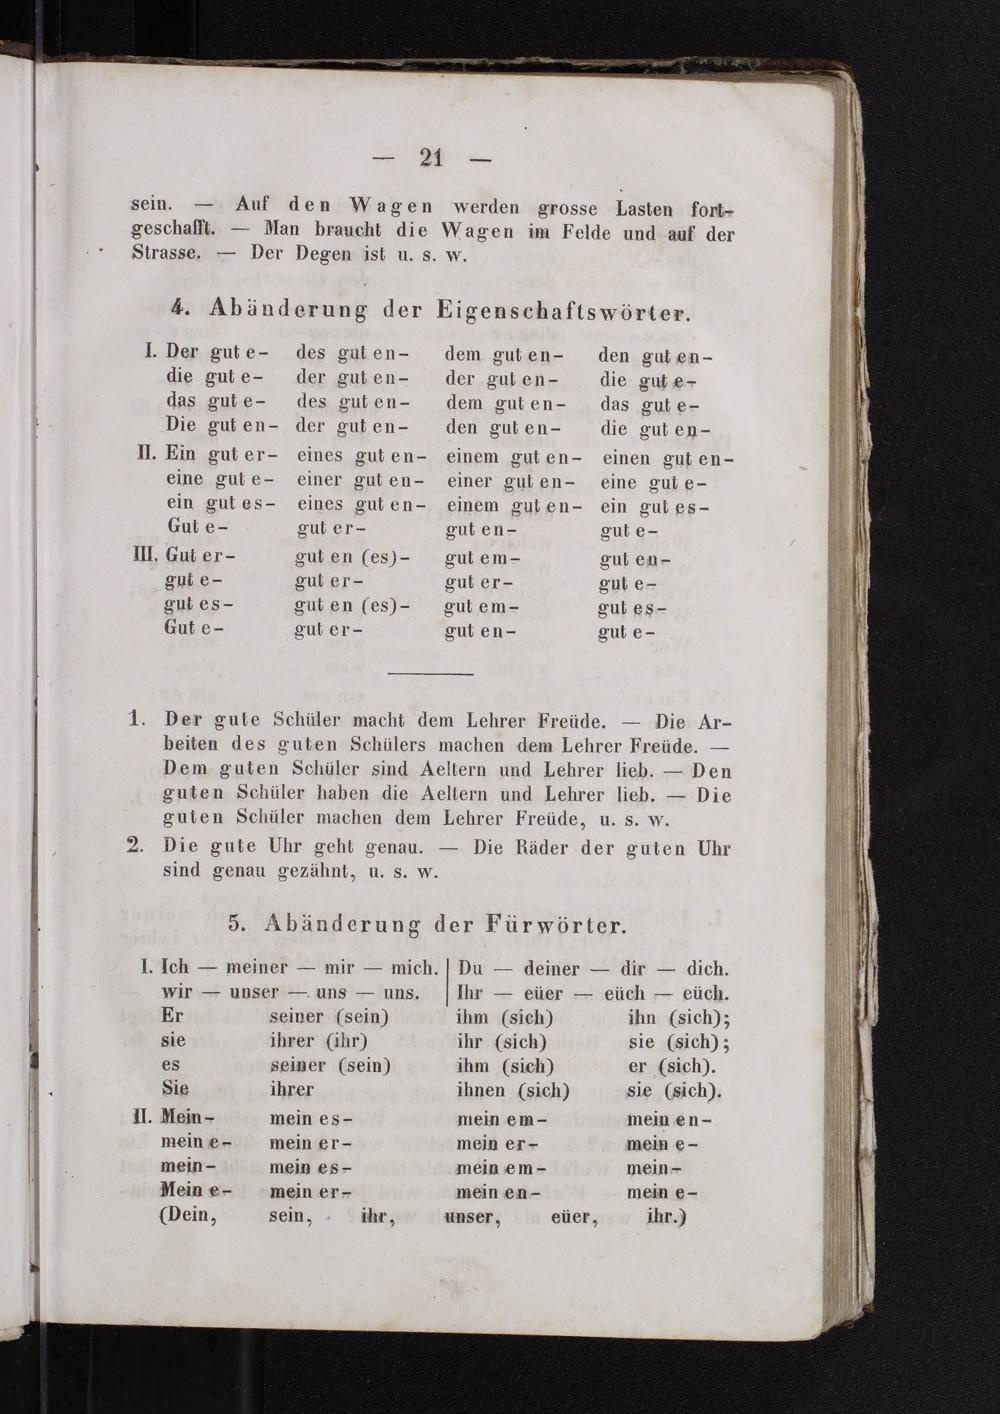 — 21 —
sein. — Auf den Wagen werden grosse Lasten fort-
geschafft. — Man braucht die Wagen im Felde und auf der
Strasse. — Der Degen ist u. s. w.
4. Abänderung der Eigenschaftswörter.
I. Der gut e- des gut en- dem gut en- den gut en-
die gut e- der gut en- der gut en- die gut e-
das gut e- des gut en- dem gut en- das gut e-
Die gut en- der gut en- den gut en- die gut en-
II. Ein gut er- eines gut en- einem gut en- einen gut en-
eine gut e- einer gut en- einer gut en- eine gut e-
ein gut es- eines gut en- einem gut en- ein gut es-
Gut e- gut er- gut en- gut e-
III. Gut er- gut en (es)- gut em- gut en-
gut e- gut er- gut er- gut e-
gut es- gut en (es)- gut em- gut es-
Gut e- gut er- gut en- gut e-
1. Der gute Schüler macht dem Lehrer Freüde. — Die Ar-
beiten des guten Schülers machen dem Lehrer Freüde. —
Dem guten Schüler sind Aeltern und Lehrer lieb. — Den
guten Schüler haben die Aeltern und Lehrer lieb. — Die
guten Schüler machen dem Lehrer Freüde, u. s. w.
2. Die gute Uhr geht genau. — Die Räder der guten Uhr
sind genau gezähnt, u. s. w.
5. Abänderung der Fürwörter.
I. Ich — meiner — mir — mich. | Du — deiner — dir — dich.
wir — unser — uns — uns. | Ihr — eüer — eüch — eüch.
Er seiner (sein) ihm (sich) ihn (sich);
sie ihrer (ihr) ihr (sich) sie (sich);
es seiner (sein) ihm (sich) er (sich).
Sie ihrer ihnen (sich) sie (sich).
II. Mein- mein es- mein em- mein en-
mein e- mein er- mein er- mein e-
mein- mein es- mein em- mein-
Mein e- mein er- mein en- mein e-
(Dein, sein, ihr, unser, eüer, ihr.)